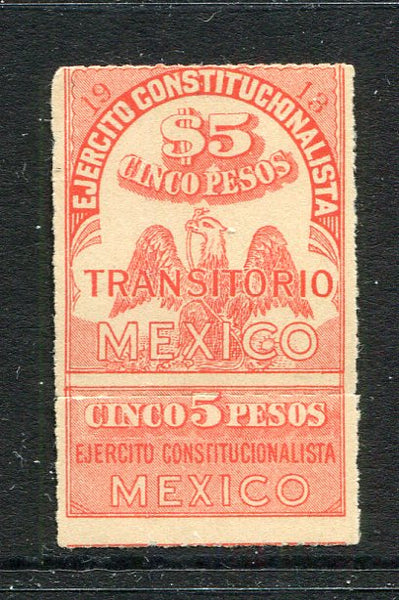 1913
EJERCITO CONSTITUCIONALISTA
$5
CINCO PESOS
TRANSITORIO
MEXICO
CINCO 5 PESOS
EJERCITO CONSTITUCIONALISTA
MEXICO